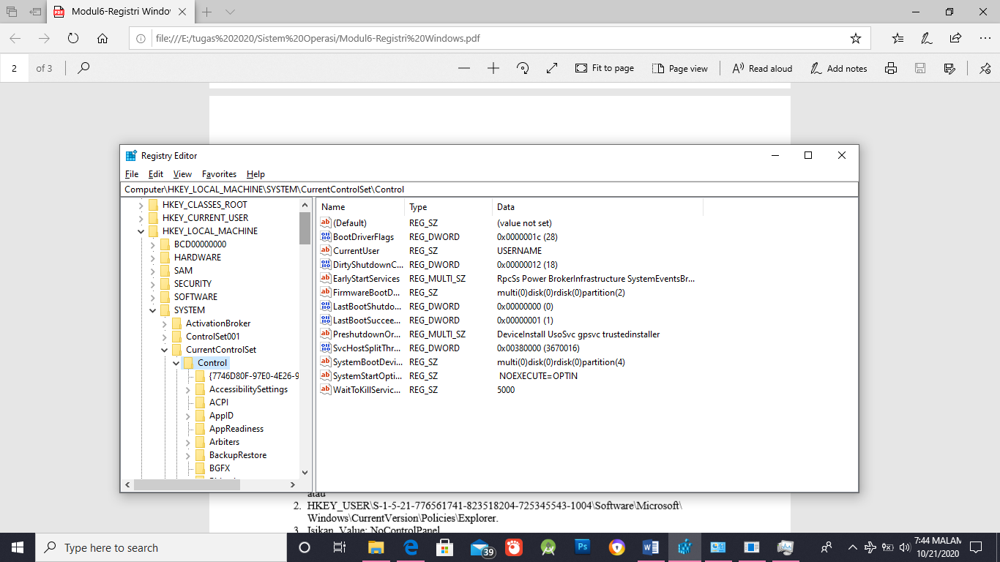 Modul6-Registri Windo
file:///E:/tugas%202020/Sistem%20Operasi/Modul6-Registri%20Windows.pdf
2 of 3 Fit to page Page view Read aloud Add notes
Registry Editor
File Edit View Favorites Help
Computer\HKEY_LOCAL_MACHINE\SYSTEM\CurrentControlSet\Control
HKEY_CLASSES_ROOT
HKEY_CURRENT_USER
HKEY_LOCAL_MACHINE
BCD00000000
HARDWARE
SAM
SECURITY
SOFTWARE
SYSTEM
ActivationBroker
ControlSet001
CurrentControlSet
Control
{7746D80F-97E0-4E26-9
AccessibilitySettings
ACPI
AppID
AppReadiness
Arbiters
BackupRestore
BGFX
Name Type Data
(Default) REG_SZ (value not set)
BootDriverFlags REG_DWORD 0x0000001c (28)
CurrentUser REG_SZ USERNAME
DirtyShutdownC... REG_DWORD 0x00000012 (18)
EarlyStartServices REG_MULTI_SZ RpcSs Power BrokerInfrastructure SystemEventsBr...
FirmwareBootD... REG_SZ multi(0)disk(0)rdisk(0)partition(2)
LastBootShutdo... REG_DWORD 0x00000000 (0)
LastBootSuccee... REG_DWORD 0x00000001 (1)
PreshutdownOr... REG_MULTI_SZ DeviceInstall UsoSvc gpsvc trustedinstaller
SvcHostSplitThr... REG_DWORD 0x00380000 (3670016)
SystemBootDevi... REG_SZ multi(0)disk(0)rdisk(0)partition(4)
SystemStartOpti... REG_SZ NOEXECUTE=OPTIN
WaitToKillServic... REG_SZ 5000
atau
2. HKEY_USER\S-1-5-21-776561741-823518204-725345543-1004\Software\Microsoft\
Windows\CurrentVersion\Policies\Explorer.
3. Isikan Value: NoControlPanel
Type here to search
39
Ps
7:44 MALAM
10/21/2020